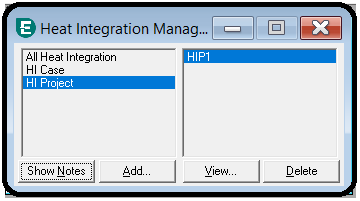 Heat Integration Manag...
All Heat Integration
HI Case
HI Project
HIP1
Show Notes
Add...
View...
Delete